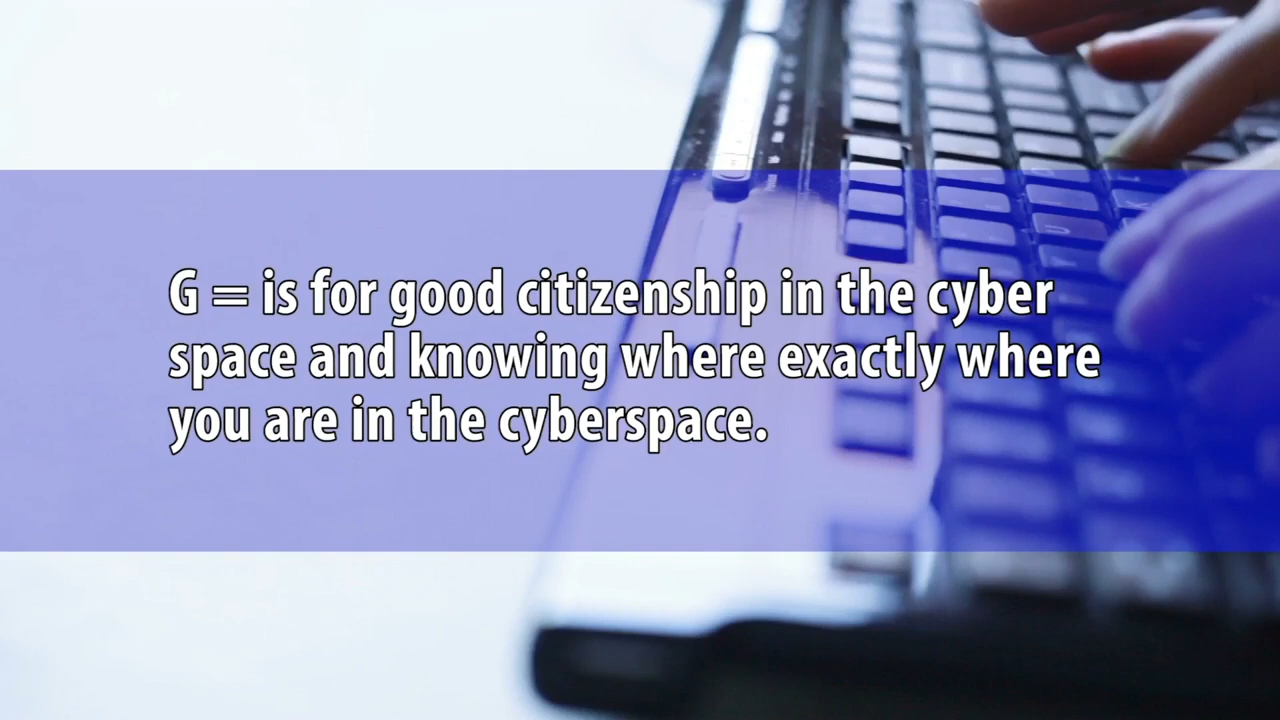 G = is for good citizenship in the cyber
space and knowing where exactly where
you are in the cyberspace.